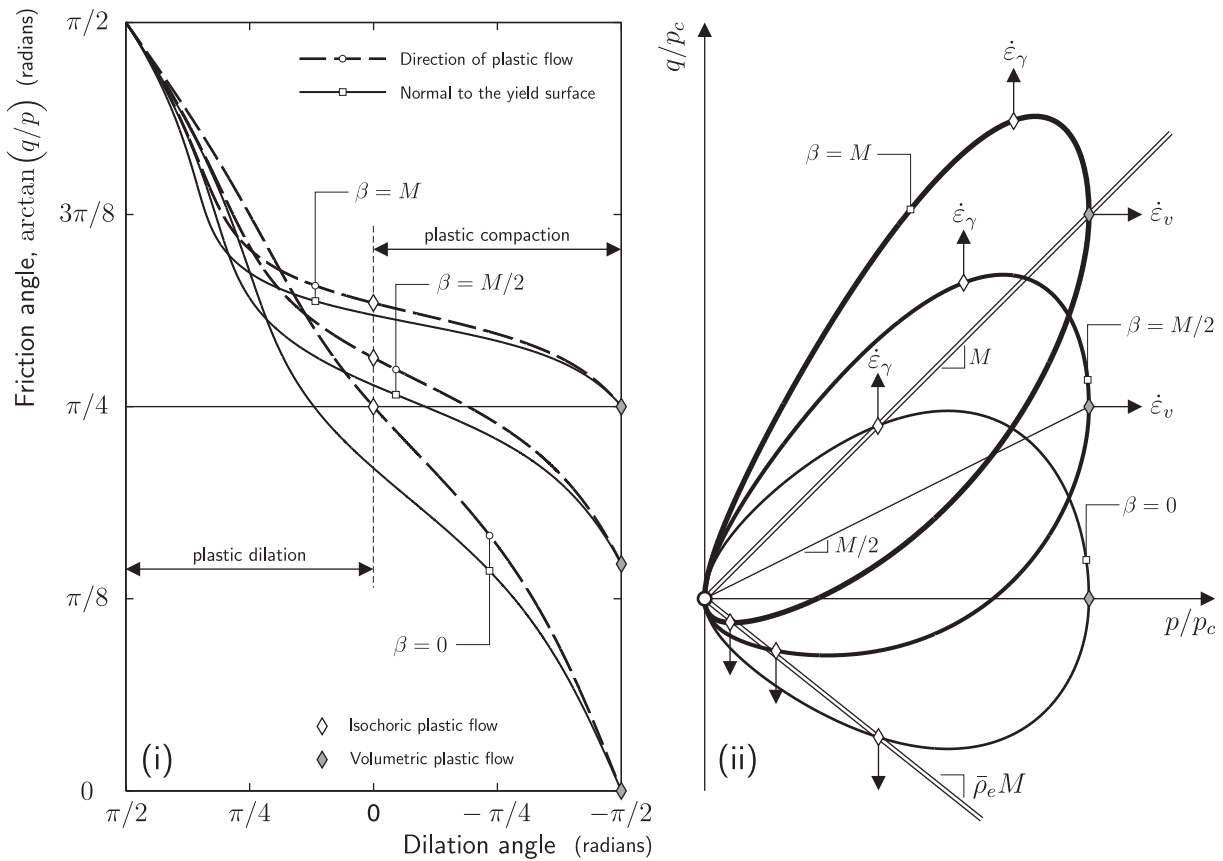 Friction angle, arctan (q/p) (radians)
π/2
3π/8
π/4
π/8
0
Direction of plastic flow
Normal to the yield surface
β = M
plastic compaction
β = M/2
plastic dilation
β = 0
Isochoric plastic flow
Volumetric plastic flow
(i)
π/2
π/4
0
− π/4
−π/2
Dilation angle (radians)
q/p_c
ε̇_γ
β = M
ε̇_γ
ε̇_v
M
β = M/2
ε̇_γ
ε̇_v
M/2
β = 0
p/p_c
(ii)
ρ̄_e M